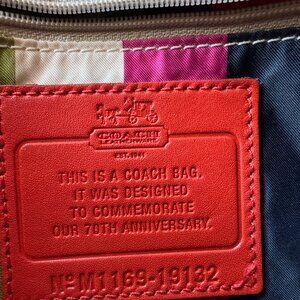 COACH
LEATHERWARE
EST. 1941
THIS IS A COACH BAG.
IT WAS DESIGNED
TO COMMEMORATE
OUR 70TH ANNIVERSARY.
Nº M1169-19132